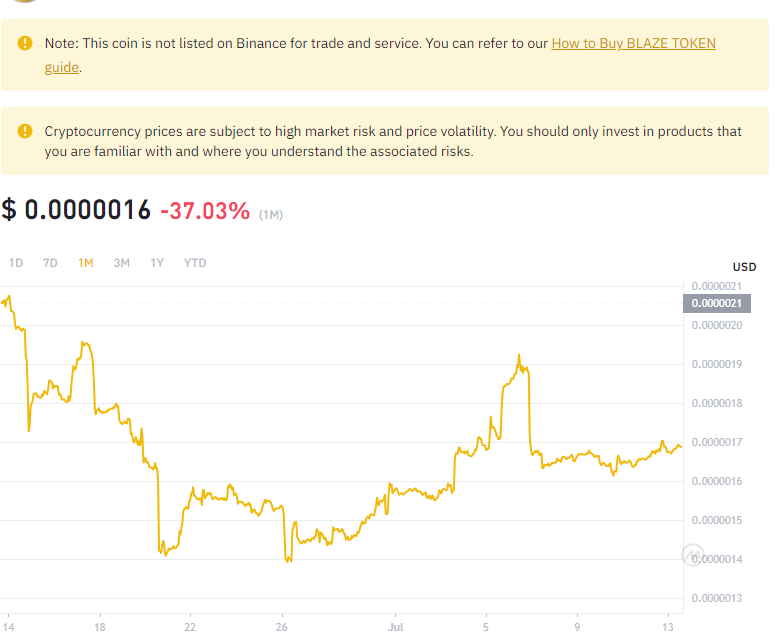 Note: This coin is not listed on Binance for trade and service. You can refer to our How to Buy BLAZE TOKEN
guide.
Cryptocurrency prices are subject to high market risk and price volatility. You should only invest in products that
you are familiar with and where you understand the associated risks.
$ 0.0000016 -37.03% (1M)
1D 7D 1M 3M 1Y YTD
USD
0.0000021
0.0000021
0.0000020
0.0000019
0.0000018
0.0000017
0.0000016
0.0000015
0.0000014
0.0000013
14 18 22 26 Jul 5 9 13